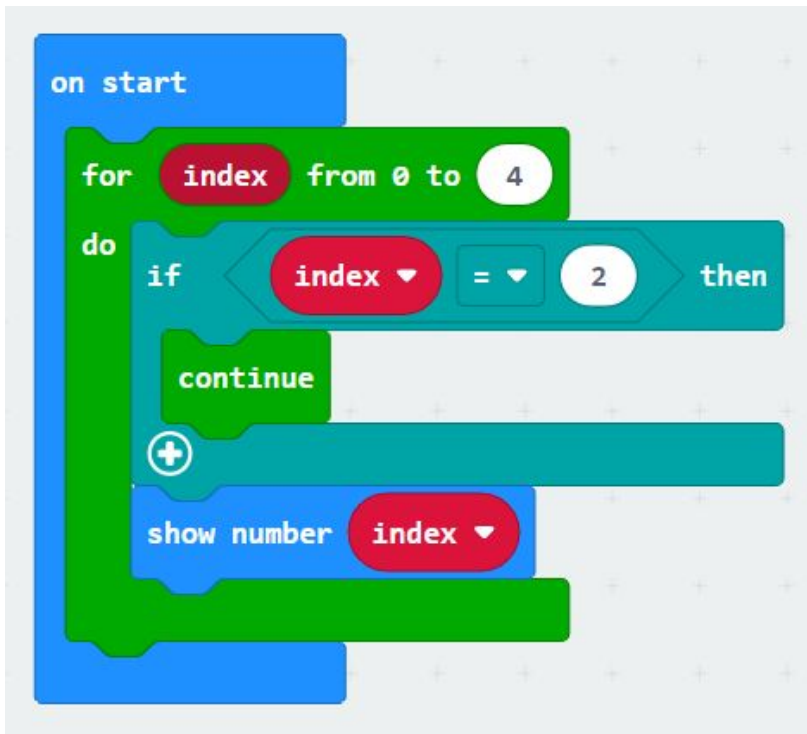 on start
for index from 0 to 4
do
if index = 2 then
continue
show number index